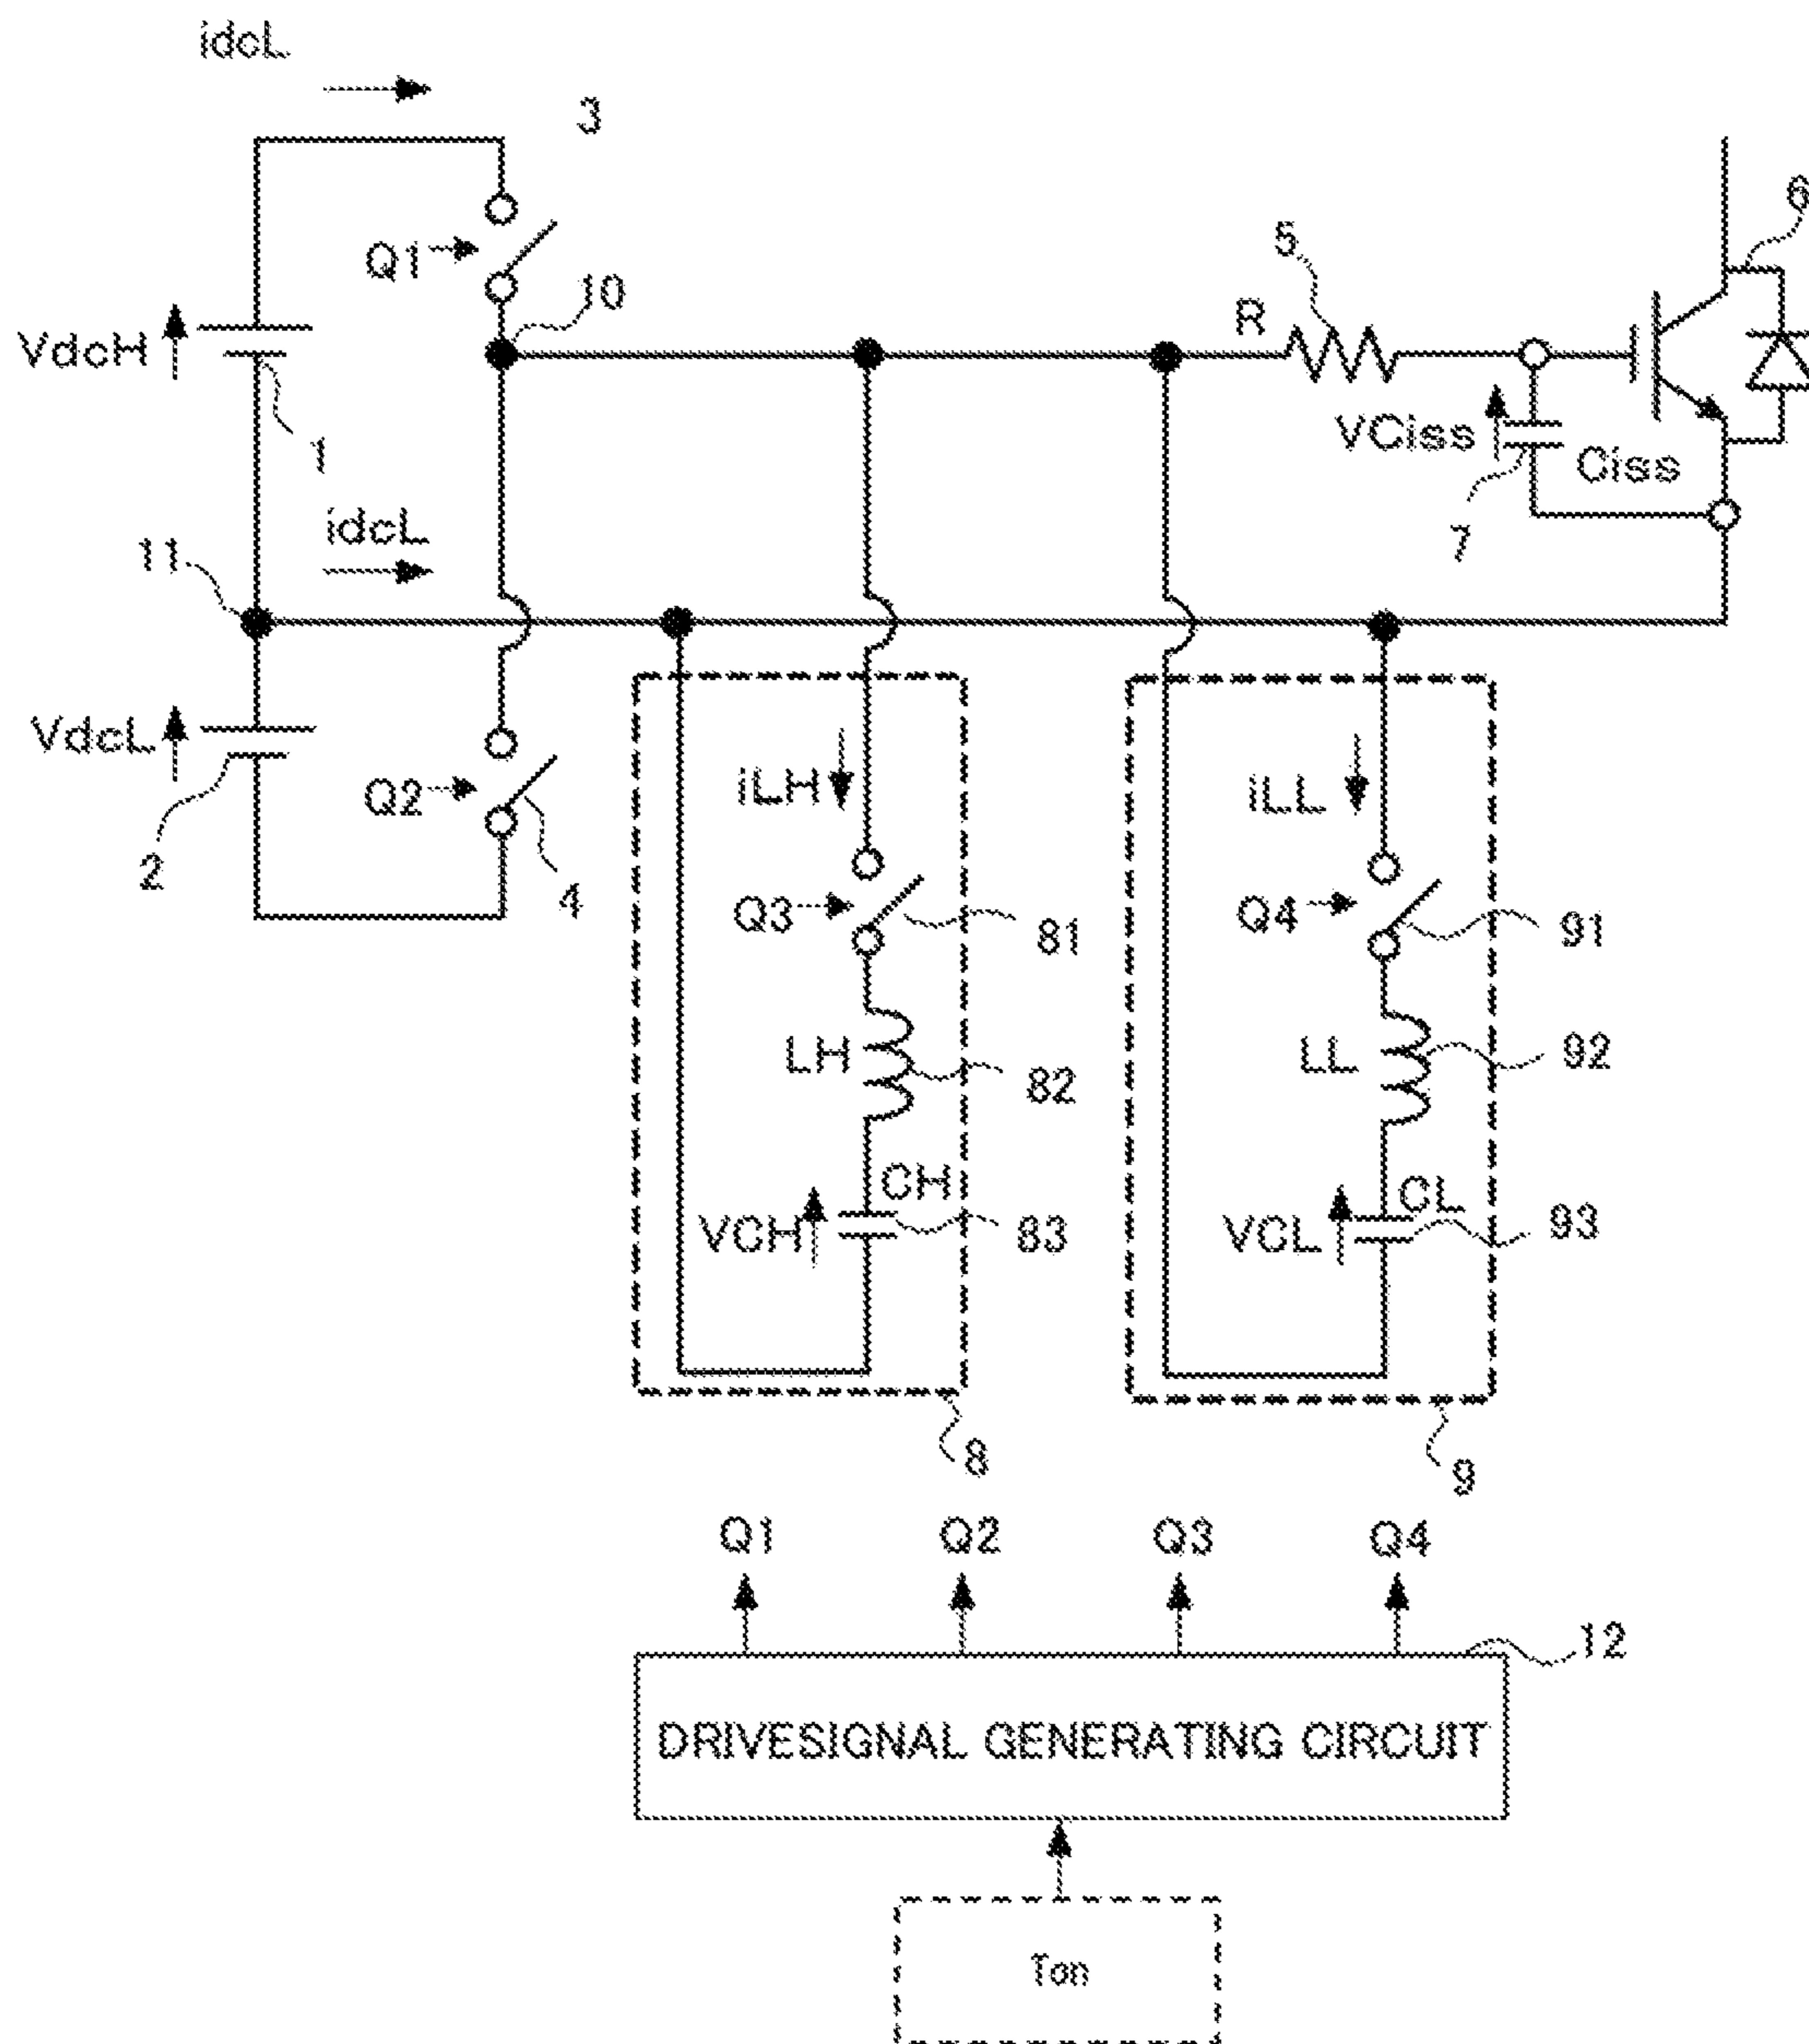 idcL
3
6
Q1
10
5
R
VdcH
1
VCiss
Ciss
7
idcL
11
VdcL
2
Q2
4
iLH
iLL
Q3
81
Q4
91
LH
82
LL
92
CH
VCH
83
CL
VCL
93
8
9
Q1 Q2 Q3 Q4
12
DRIVESIGNAL GENERATING CIRCUIT
Ton